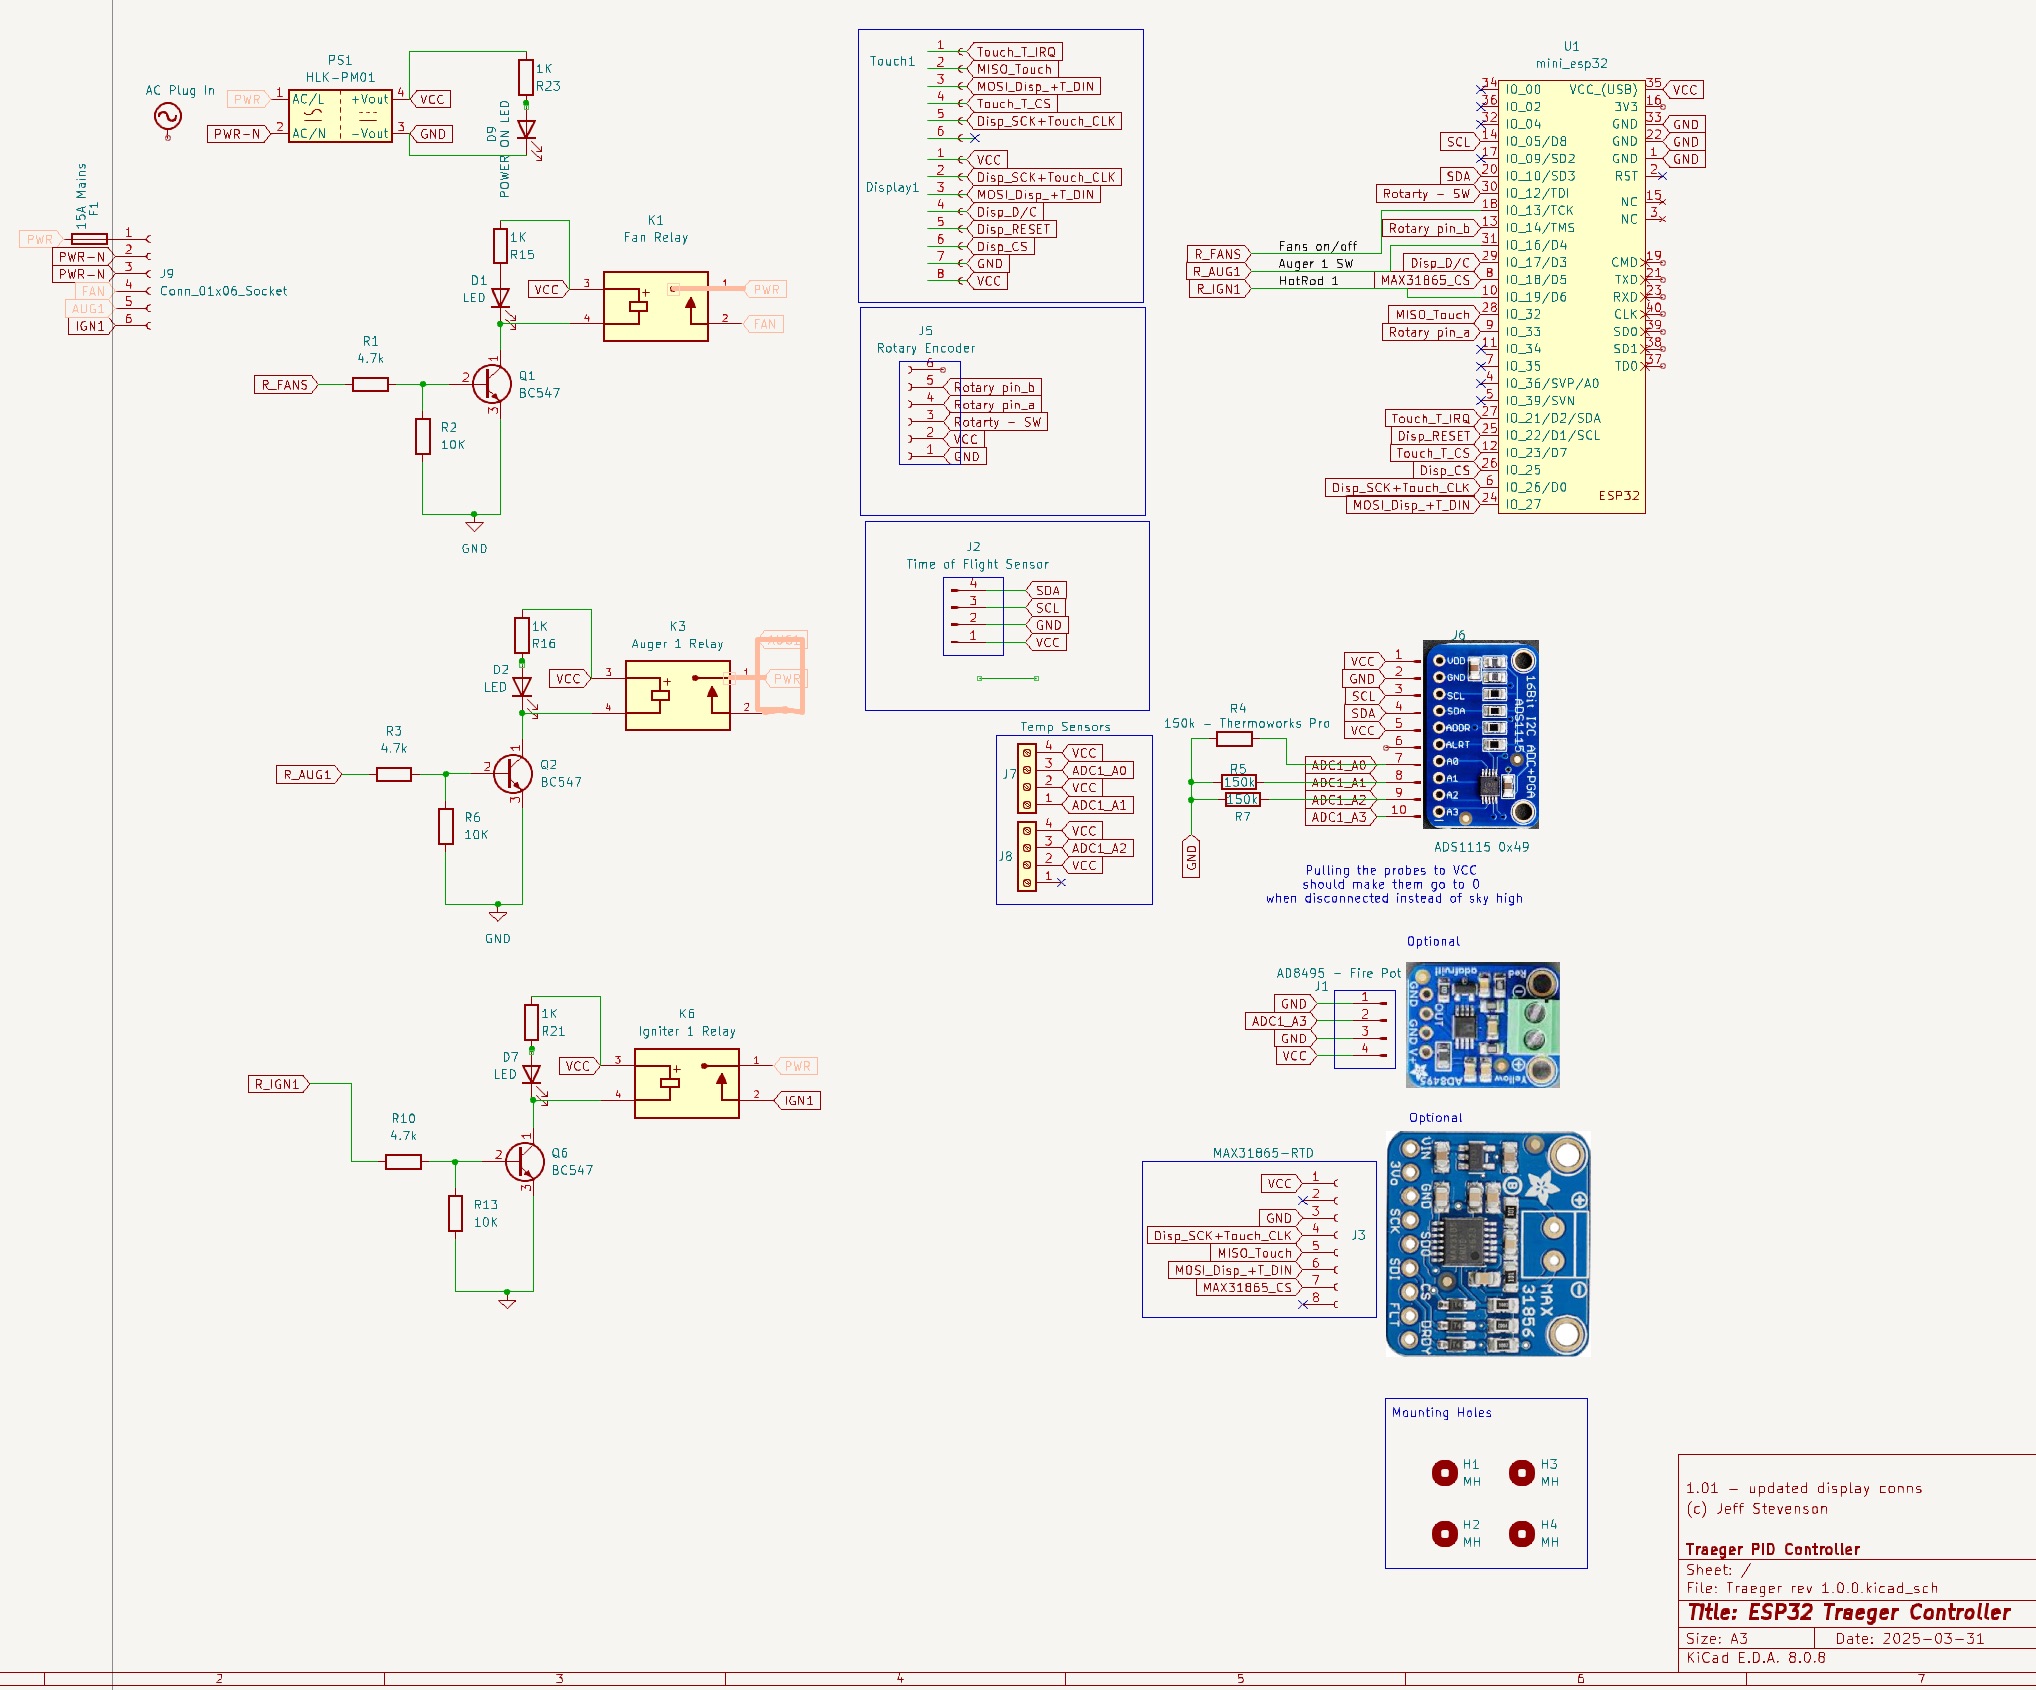 AC Plug In
PS1
HLK-PM01
PWR
1
AC/L
+Vout
4
VCC
PWR-N
2
AC/N
-Vout
3
GND
1K
R23
D9
POWER ON LED
15A Mains
F1
PWR
1
PWR-N
2
PWR-N
3
FAN
4
AUG1
5
IGN1
6
J9
Conn_01x06_Socket
1K
R15
D1
LED
K1
Fan Relay
VCC
3
4
+
1
PWR
2
FAN
R1
4.7k
R_FANS
2
1
3
Q1
BC547
R2
10K
GND
1K
R16
D2
LED
K3
Auger 1 Relay
VCC
3
4
+
1
PWR
2
AUG1
R3
4.7k
R_AUG1
2
1
3
Q2
BC547
R6
10K
GND
1K
R21
D7
LED
K6
Igniter 1 Relay
VCC
3
4
+
1
PWR
2
IGN1
R_IGN1
R10
4.7k
2
1
3
Q6
BC547
R13
10K
Touch1
1
Touch_T_IRQ
2
MISO_Touch
3
MOSI_Disp_+T_DIN
4
Touch_T_CS
5
Disp_SCK+Touch_CLK
6
Display1
1
VCC
2
Disp_SCK+Touch_CLK
3
MOSI_Disp_+T_DIN
4
Disp_D/C
5
Disp_RESET
6
Disp_CS
7
GND
8
VCC
J5
Rotary Encoder
6
5
Rotary pin_b
4
Rotary pin_a
3
Rotarty - SW
2
VCC
1
GND
J2
Time of Flight Sensor
4
SDA
3
SCL
2
GND
1
VCC
Temp Sensors
J7
4
VCC
3
ADC1_A0
2
VCC
1
ADC1_A1
J8
4
VCC
3
ADC1_A2
2
VCC
1
U1
mini_esp32
34
IO_00
36
IO_02
32
IO_04
SCL
14
IO_05/D8
17
IO_09/SD2
SDA
20
IO_10/SD3
Rotarty - SW
30
IO_12/TDI
18
IO_13/TCK
Rotary pin_b
13
IO_14/TMS
31
IO_16/D4
Disp_D/C
29
IO_17/D3
MAX31865_CS
8
IO_18/D5
10
IO_19/D6
MISO_Touch
28
IO_32
Rotary pin_a
9
IO_33
11
IO_34
7
IO_35
4
IO_36/SVP/A0
5
IO_39/SVN
Touch_T_IRQ
27
IO_21/D2/SDA
Disp_RESET
25
IO_22/D1/SCL
Touch_T_CS
12
IO_23/D7
Disp_CS
26
IO_25
Disp_SCK+Touch_CLK
6
IO_26/D0
MOSI_Disp_+T_DIN
24
IO_27
ESP32
VCC_(USB)
35
VCC
3V3
16
GND
33
GND
GND
22
GND
GND
1
GND
RST
2
NC
15
NC
3
CMD
19
TXD
21
RXD
23
CLK
40
SD0
39
SD1
38
TD0
37
R_FANS
Fans on/off
R_AUG1
Auger 1 SW
R_IGN1
HotRod 1
J6
VCC
1
GND
2
SCL
3
SDA
4
VCC
5
6
ADC1_A0
7
ADC1_A1
8
ADC1_A2
9
ADC1_A3
10
VDD
GND
SCL
SDA
ADDR
ALRT
A0
A1
A2
A3
16Bit I2C ADC+PGA
ADS1115
ADS1115 0x49
R4
150k - Thermoworks Pro
R5
150k
150k
R7
GND
Pulling the probes to VCC
should make them go to 0
when disconnected instead of sky high
Optional
AD8495 - Fire Pot
J1
GND
1
ADC1_A3
2
GND
3
VCC
4
adafruit!
Red
GND
OUT
GND
V+
AD8495
Yellow
Optional
MAX31865-RTD
VCC
1
2
GND
3
Disp_SCK+Touch_CLK
4
MISO_Touch
5
MOSI_Disp_+T_DIN
6
MAX31865_CS
7
8
J3
VIN
3Vo
GND
SCK
SDO
SDI
CS
FLT
DRDY
MAX
31856
Mounting Holes
H1
MH
H3
MH
H2
MH
H4
MH
1.01 - updated display conns
(c) Jeff Stevenson
Traeger PID Controller
Sheet: /
File: Traeger rev 1.0.0.kicad_sch
Title: ESP32 Traeger Controller
Size: A3
Date: 2025-03-31
KiCad E.D.A. 8.0.8
2
3
4
5
6
7